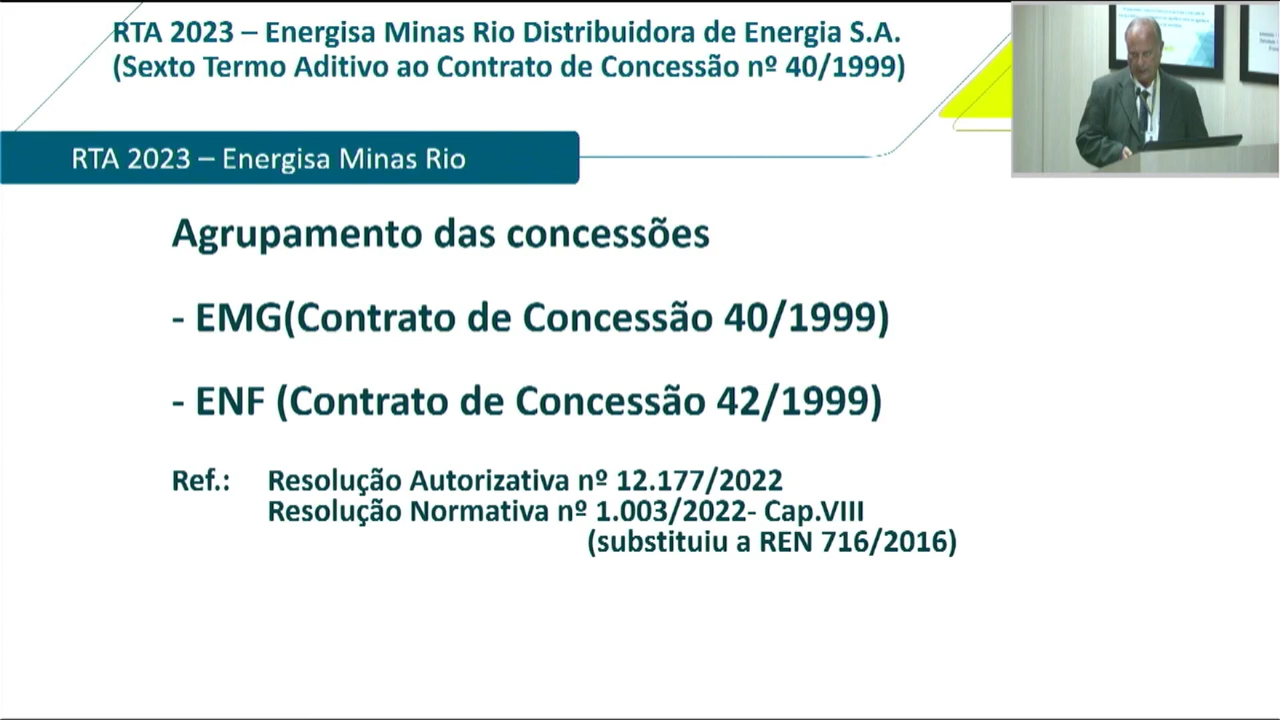 RTA 2023 – Energisa Minas Rio Distribuidora de Energia S.A.
(Sexto Termo Aditivo ao Contrato de Concessão nº 40/1999)
RTA 2023 – Energisa Minas Rio
Agrupamento das concessões
- EMG(Contrato de Concessão 40/1999)
- ENF (Contrato de Concessão 42/1999)
Ref.: Resolução Autorizativa nº 12.177/2022
Resolução Normativa nº 1.003/2022- Cap.VIII
(substituiu a REN 716/2016)